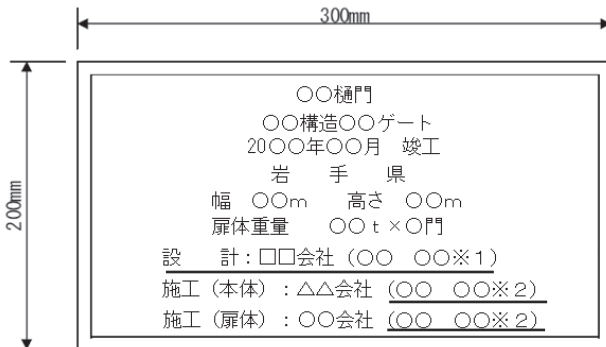 300mm
200mm
○○樋門
○○構造○○ゲート
20○○年○○月　竣工
岩　手　県
幅　○○m　高さ　○○m
扉体重量　○○ｔ×○門
設　計：□□会社（○○　○○※１）
施工（本体）：△△会社（○○　○○※２）
施工（扉体）：○○会社（○○　○○※２）